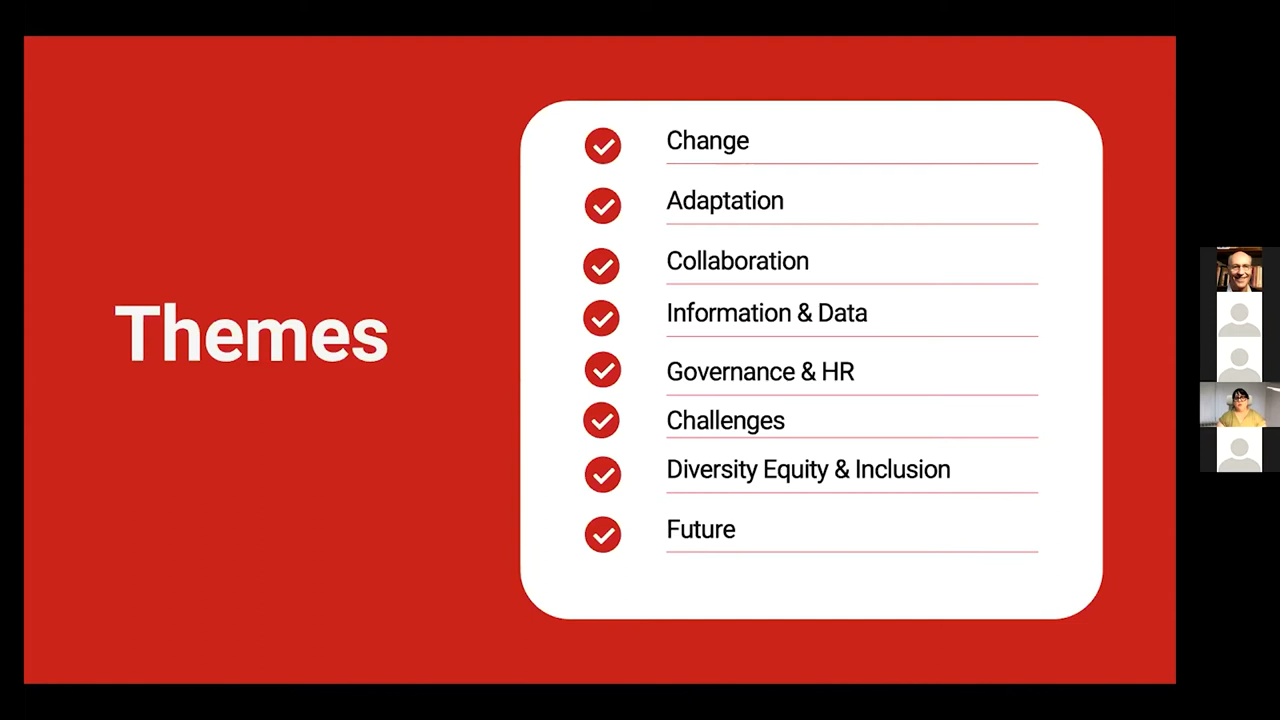 Themes
Change
Adaptation
Collaboration
Information & Data
Governance & HR
Challenges
Diversity Equity & Inclusion
Future